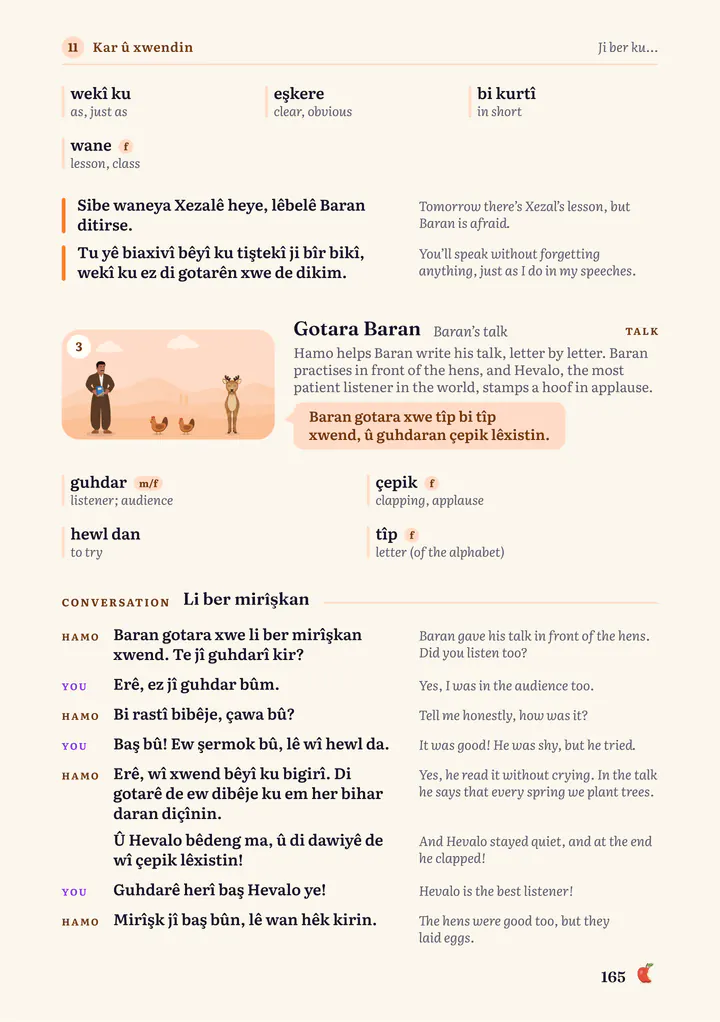 11 Kar û xwendin
Ji ber ku...
wekî ku
as, just as
eşkere
clear, obvious
bi kurtî
in short
wane f
lesson, class
Sibe waneya Xezalê heye, lêbelê Baran
ditirse.
Tomorrow there's Xezal's lesson, but
Baran is afraid.
Tu yê biaxivî bêyî ku tiştekî ji bîr bikî,
wekî ku ez di gotarên xwe de dikim.
You'll speak without forgetting
anything, just as I do in my speeches.
3
Gotara Baran Baran's talk
TALK
Hamo helps Baran write his talk, letter by letter. Baran
practises in front of the hens, and Hevalo, the most
patient listener in the world, stamps a hoof in applause.
Baran gotara xwe tîp bi tîp
xwend, û guhdaran çepik lêxistin.
guhdar m/f
listener; audience
çepik f
clapping, applause
hewl dan
to try
tîp f
letter (of the alphabet)
CONVERSATION Li ber mirîşkan
HAMO Baran gotara xwe li ber mirîşkan
xwend. Te jî guhdarî kir?
Baran gave his talk in front of the hens.
Did you listen too?
YOU Erê, ez jî guhdar bûm.
Yes, I was in the audience too.
HAMO Bi rastî bibêje, çawa bû?
Tell me honestly, how was it?
YOU Baş bû! Ew şermok bû, lê wî hewl da.
It was good! He was shy, but he tried.
HAMO Erê, wî xwend bêyî ku bigirî. Di
gotarê de ew dibêje ku em her bihar
daran diçînin.
Yes, he read it without crying. In the talk
he says that every spring we plant trees.
Û Hevalo bêdeng ma, û di dawiyê de
wî çepik lêxistin!
And Hevalo stayed quiet, and at the end
he clapped!
YOU Guhdarê herî baş Hevalo ye!
Hevalo is the best listener!
HAMO Mirîşk jî baş bûn, lê wan hêk kirin.
The hens were good too, but they
laid eggs.
165